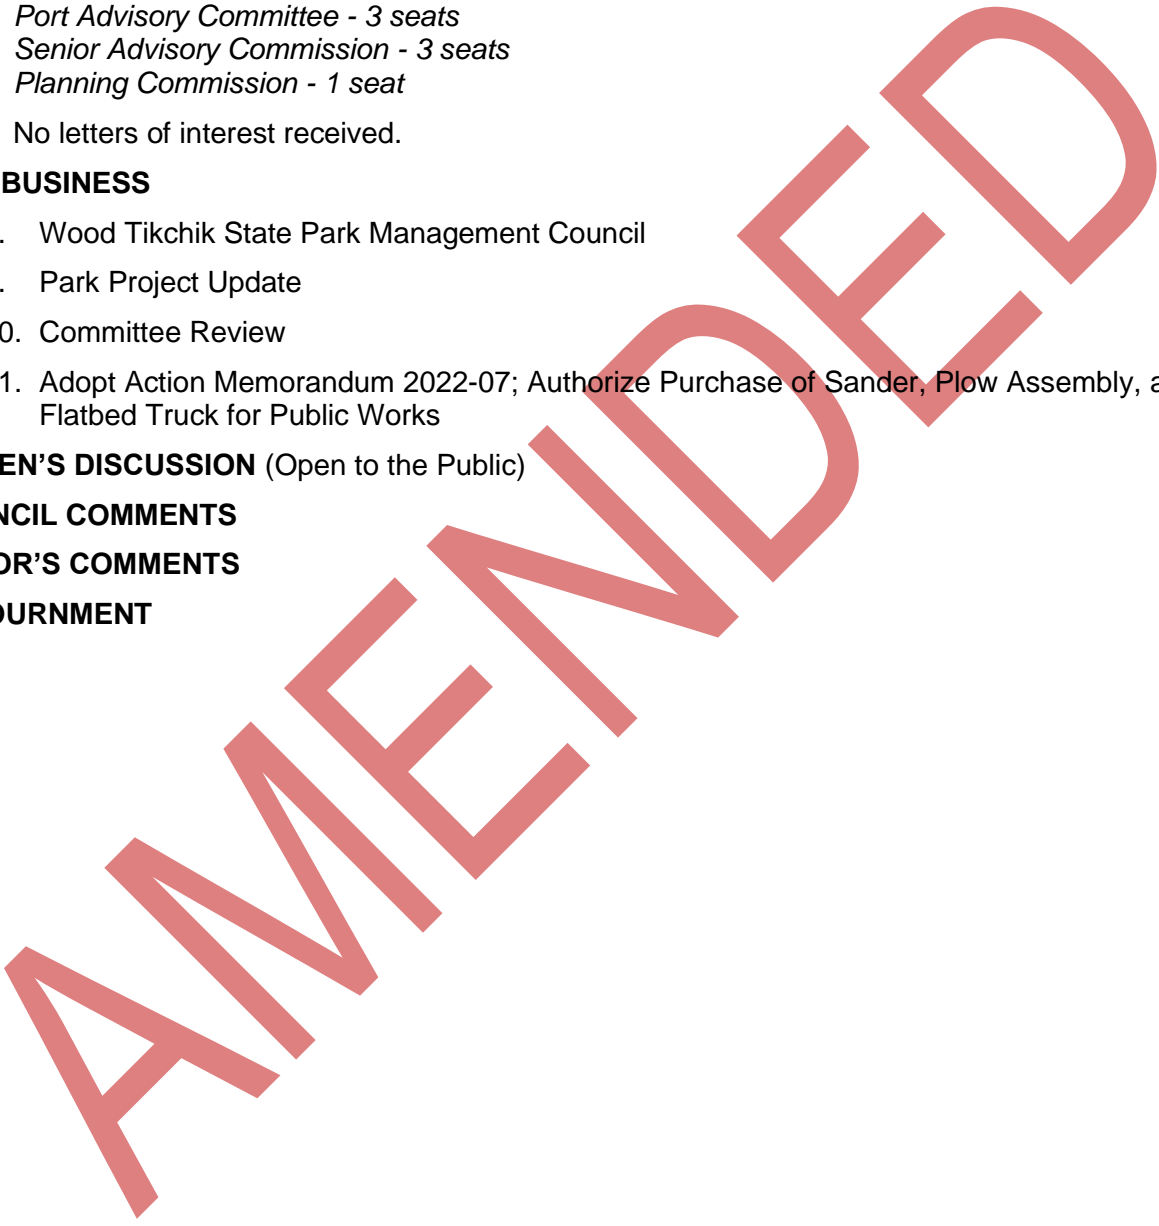 Port Advisory Committee - 3 seats
Senior Advisory Commission - 3 seats
Planning Commission - 1 seat
No letters of interest received.
BUSINESS
. Wood Tikchik State Park Management Council
. Park Project Update
0. Committee Review
1. Adopt Action Memorandum 2022-07; Authorize Purchase of Sander, Plow Assembly, a
Flatbed Truck for Public Works
EN'S DISCUSSION (Open to the Public)
NCIL COMMENTS
OR'S COMMENTS
OURNMENT
AMENDED